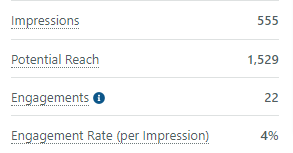 Impressions 555
Potential Reach 1,529
Engagements 22
Engagement Rate (per Impression) 4%